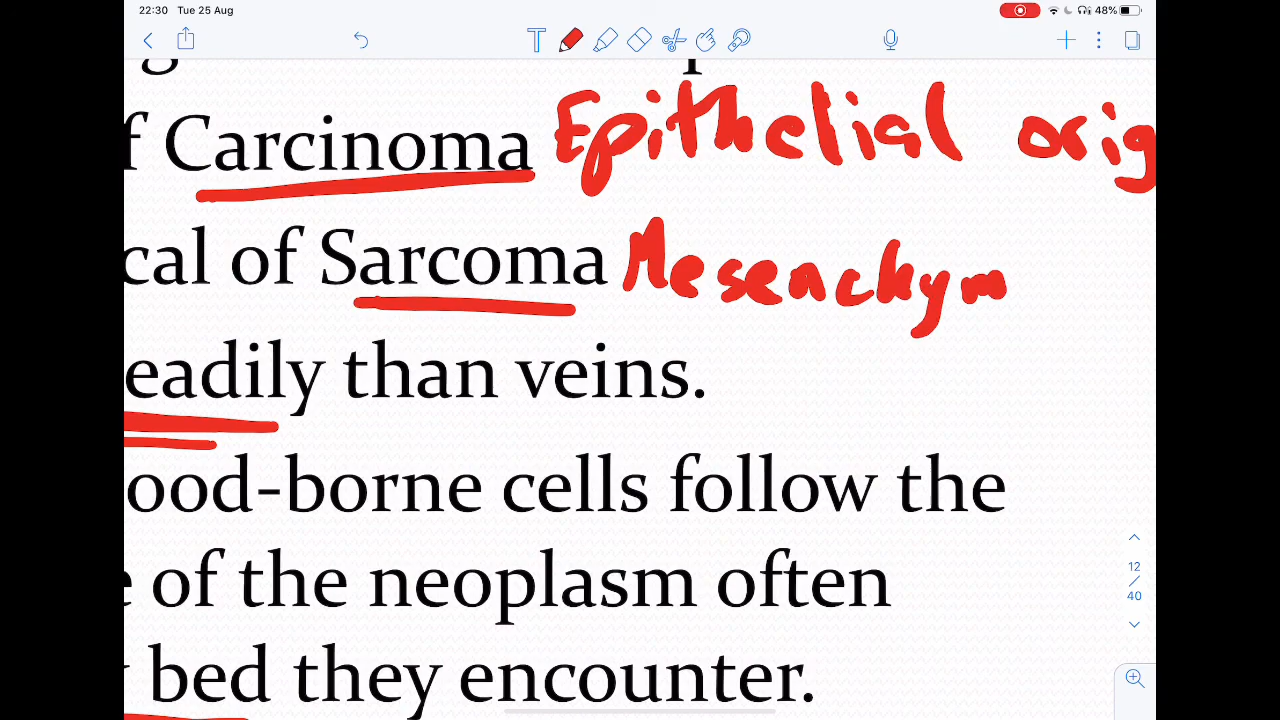 22:30 Tue 25 Aug 48%
f Carcinoma Epithelial orig
cal of Sarcoma Mesenchym
eadily than veins.
ood-borne cells follow the
12
/
40
e of the neoplasm often
bed they encounter.